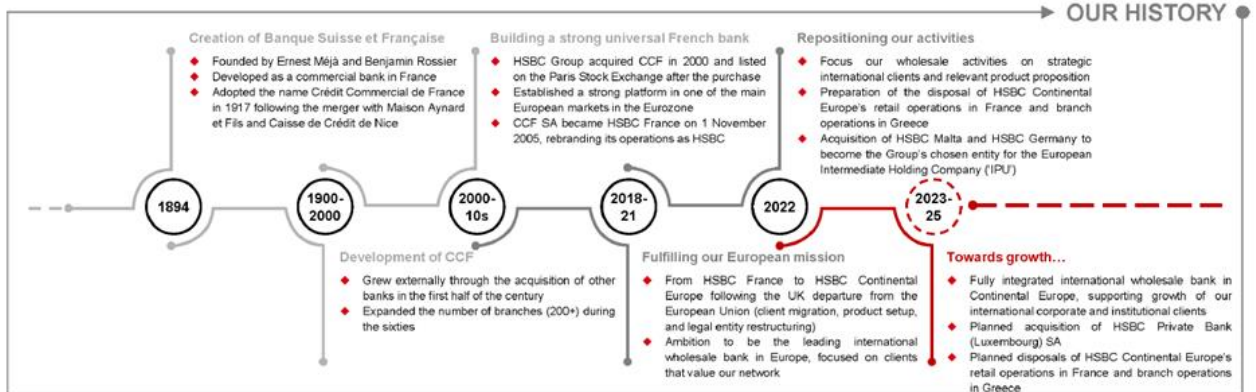 OUR HISTORY
Creation of Banque Suisse et Française
Founded by Ernest Méjà and Benjamin Rossier
Developed as a commercial bank in France
Adopted the name Crédit Commercial de France
in 1917 following the merger with Maison Aynard
et Fils and Caisse de Crédit de Nice
Building a strong universal French bank
HSBC Group acquired CCF in 2000 and listed
on the Paris Stock Exchange after the purchase
Established a strong platform in one of the main
European markets in the Eurozone
CCF SA became HSBC France on 1 November
2005, rebranding its operations as HSBC
Repositioning our activities
Focus our wholesale activities on strategic
international clients and relevant product proposition
Preparation of the disposal of HSBC Continental
Europe's retail operations in France and branch
operations in Greece
Acquisition of HSBC Malta and HSBC Germany to
become the Group's chosen entity for the European
Intermediate Holding Company ('IPU')
1894
1900-
2000
2000-
10s
2018-
21
2022
2023-
25
Development of CCF
Grew externally through the acquisition of other
banks in the first half of the century
Expanded the number of branches (200+) during
the sixties
Fulfilling our European mission
From HSBC France to HSBC Continental
Europe following the UK departure from the
European Union (client migration, product setup,
and legal entity restructuring)
Ambition to be the leading international
wholesale bank in Europe, focused on clients
that value our network
Towards growth…
Fully integrated international wholesale bank in
Continental Europe, supporting growth of our
international corporate and institutional clients
Planned acquisition of HSBC Private Bank
(Luxembourg) SA
Planned disposals of HSBC Continental Europe's
retail operations in France and branch operations
in Greece